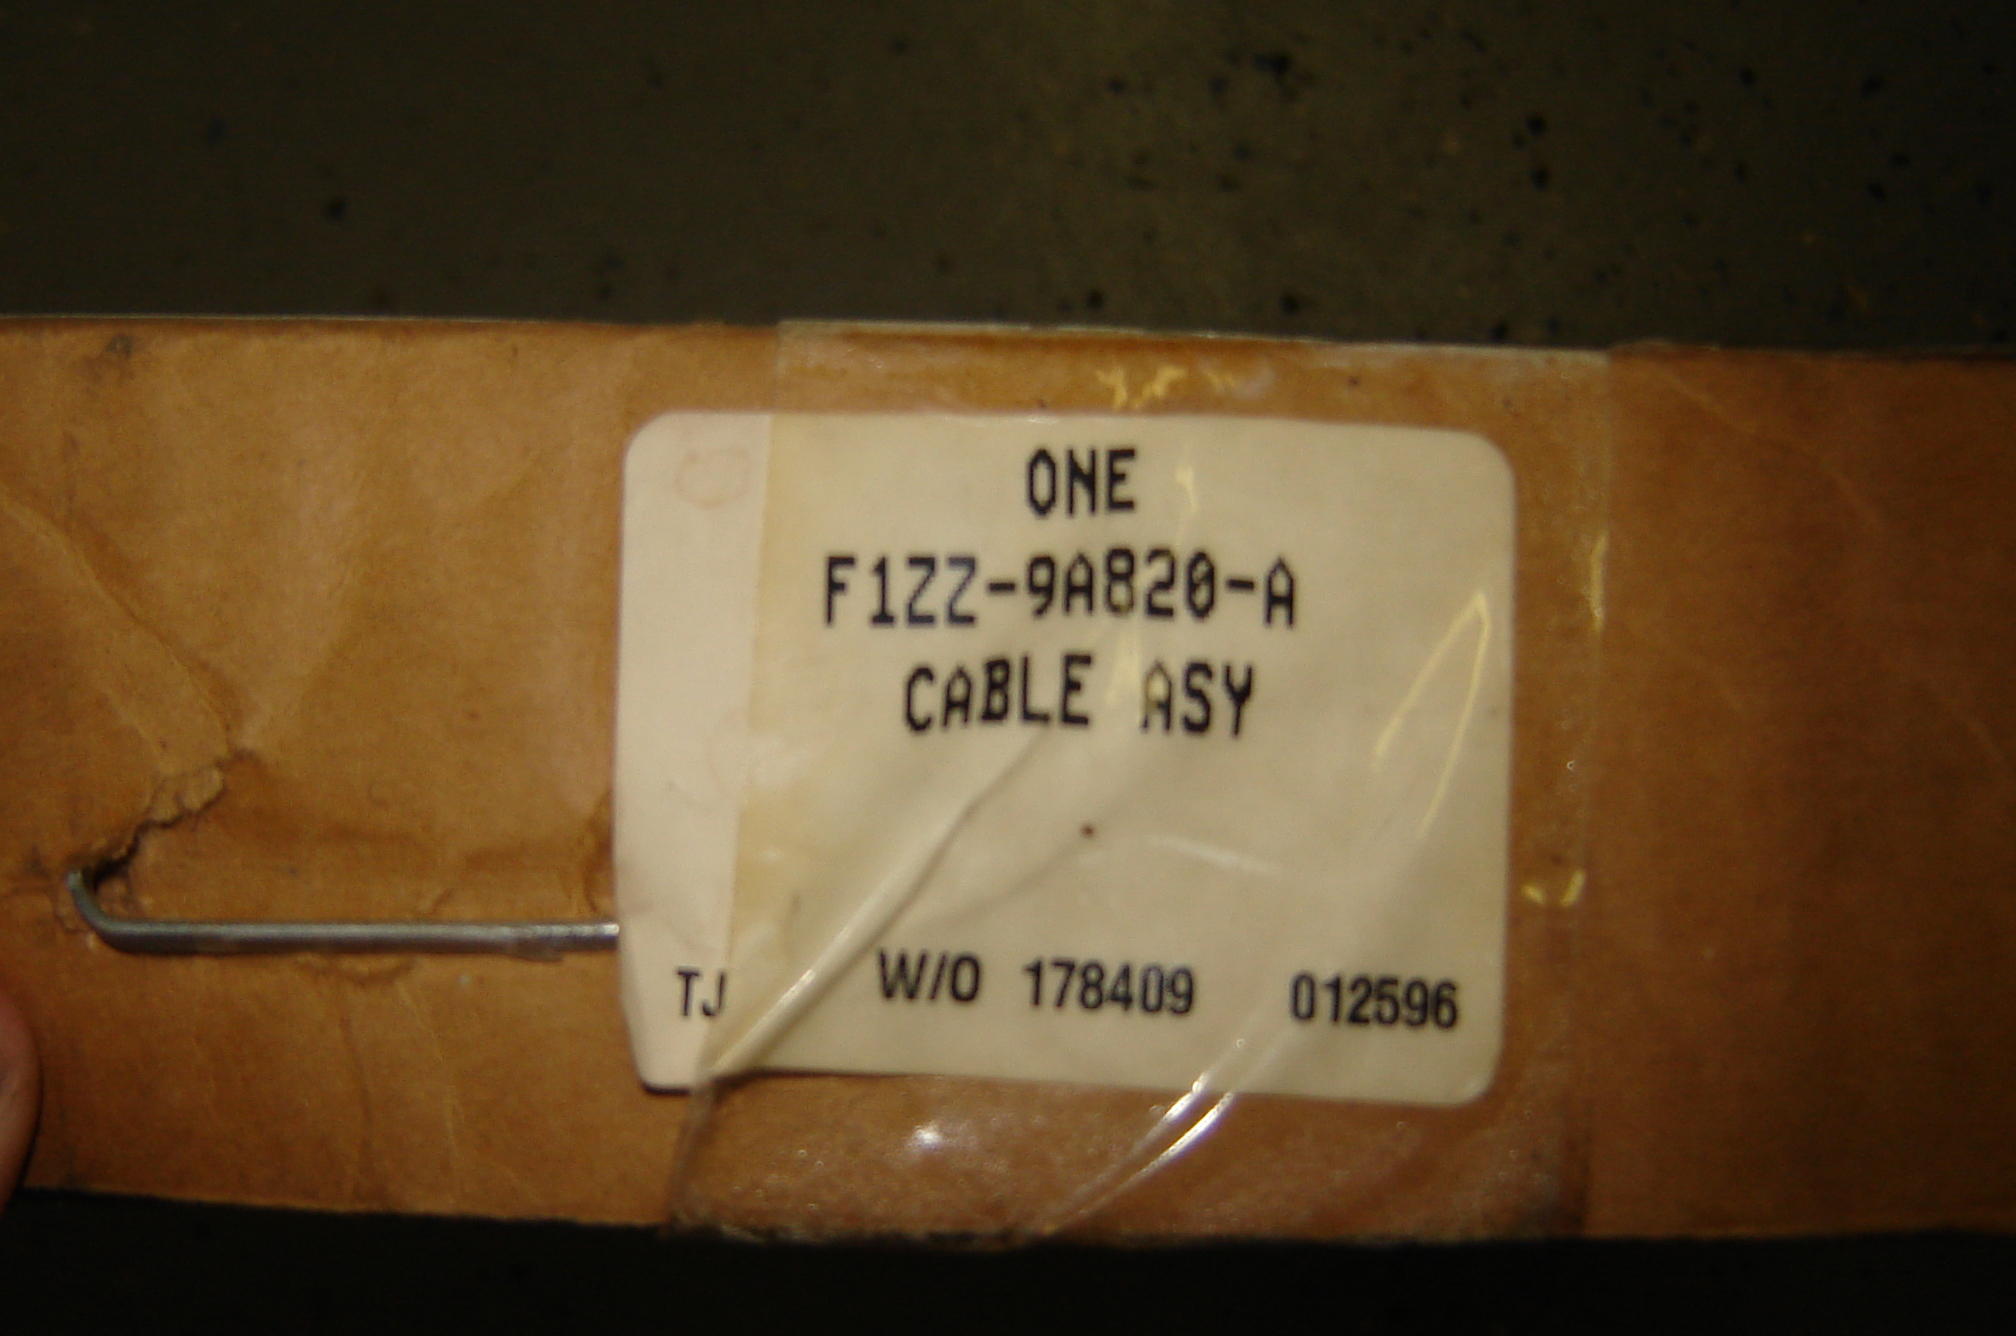 ONE
F1ZZ-9A820-A
CABLE ASY
TJ W/O 178409 012596